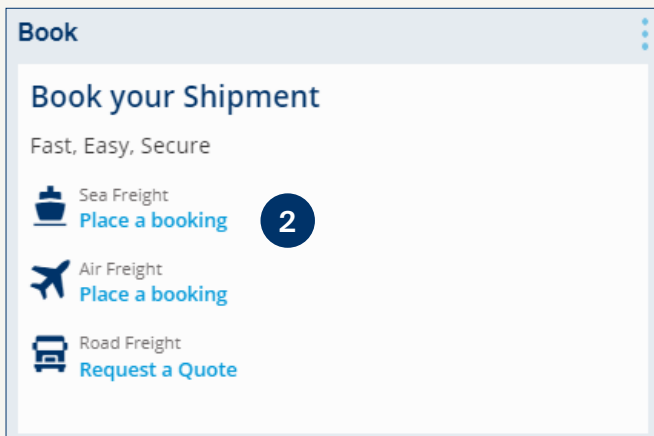 Book
Book your Shipment
Fast, Easy, Secure
Sea Freight
Place a booking
2
Air Freight
Place a booking
Road Freight
Request a Quote